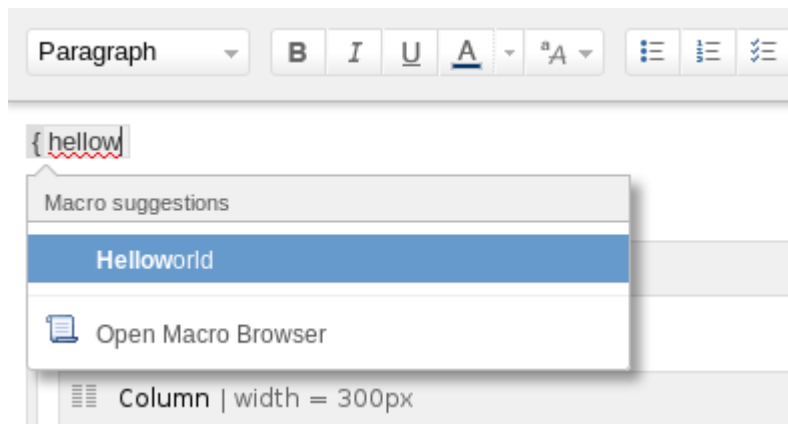 Paragraph B I U A ªA
{ hellow
Macro suggestions
Helloworld
Open Macro Browser
Column | width = 300px